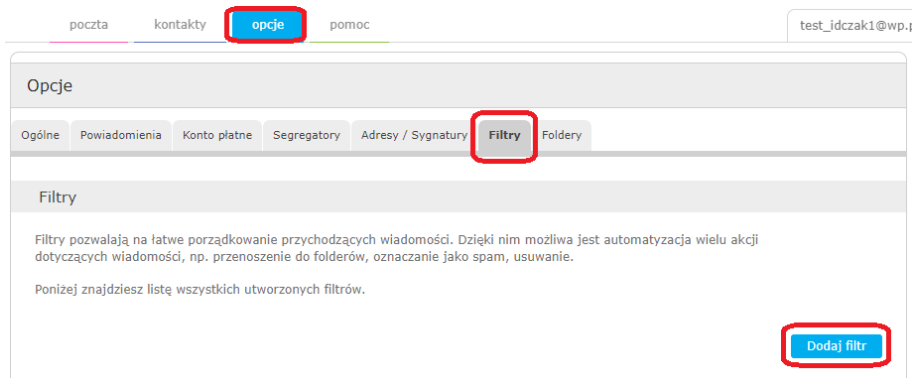 poczta kontakty opcje pomoc test_idczak1@wp.p
Opcje
Ogólne Powiadomienia Konto płatne Segregatory Adresy / Sygnatury Filtry Foldery
Filtry
Filtry pozwalają na łatwe porządkowanie przychodzących wiadomości. Dzięki nim możliwa jest automatyzacja wielu akcji
dotyczących wiadomości, np. przenoszenie do folderów, oznaczanie jako spam, usuwanie.
Poniżej znajdziesz listę wszystkich utworzonych filtrów.
Dodaj filtr